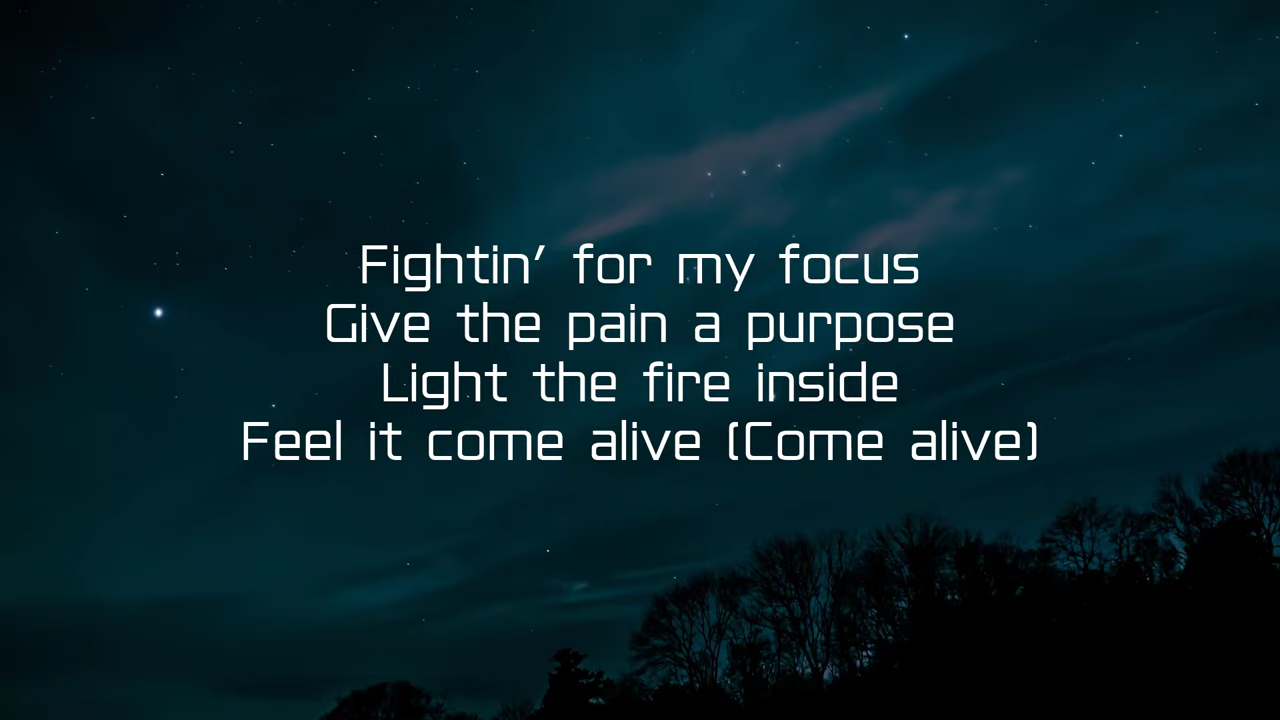 Fightin’ for my focus
Give the pain a purpose
Light the fire inside
Feel it come alive (Come alive)